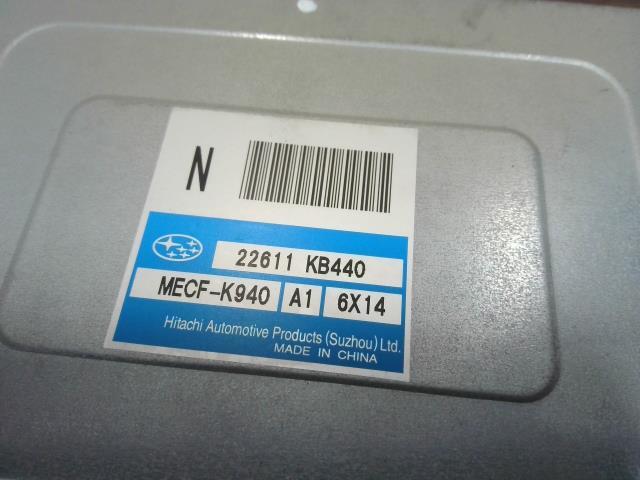 N
22611 KB440
MECF-K940 A1 6X14
Hitachi Automotive Products (Suzhou) Ltd.
MADE IN CHINA